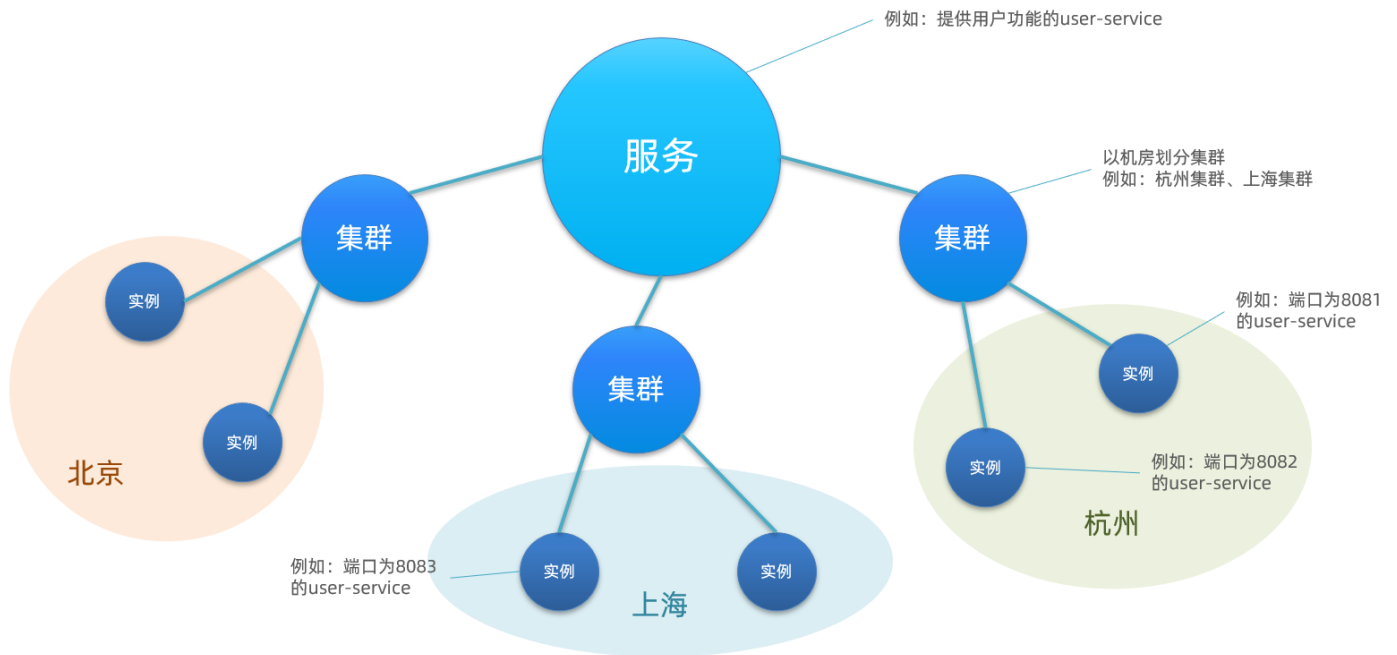 例如：提供用户功能的user-service
服务
以机房划分集群
例如：杭州集群、上海集群
集群
集群
实例
例如：端口为8081
的user-service
实例
集群
实例
实例
例如：端口为8082
的user-service
北京
实例
杭州
例如：端口为8083
的user-service
实例
实例
上海